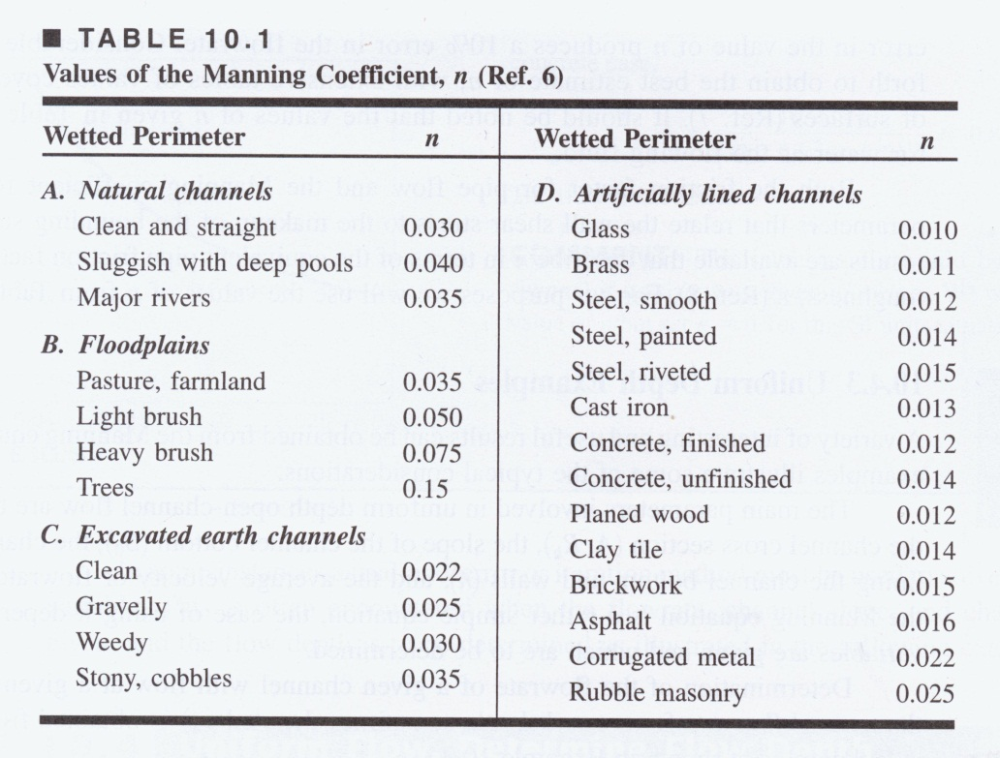 ■ TABLE 10.1
Values of the Manning Coefficient, n (Ref. 6)
Wetted Perimeter n
A. Natural channels
Clean and straight 0.030
Sluggish with deep pools 0.040
Major rivers 0.035
B. Floodplains
Pasture, farmland 0.035
Light brush 0.050
Heavy brush 0.075
Trees 0.15
C. Excavated earth channels
Clean 0.022
Gravelly 0.025
Weedy 0.030
Stony, cobbles 0.035
Wetted Perimeter n
D. Artificially lined channels
Glass 0.010
Brass 0.011
Steel, smooth 0.012
Steel, painted 0.014
Steel, riveted 0.015
Cast iron 0.013
Concrete, finished 0.012
Concrete, unfinished 0.014
Planed wood 0.012
Clay tile 0.014
Brickwork 0.015
Asphalt 0.016
Corrugated metal 0.022
Rubble masonry 0.025